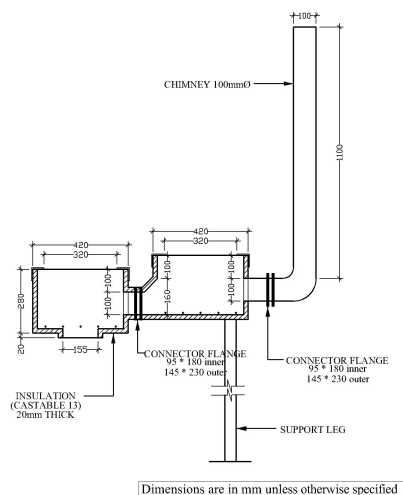 100
CHIMNEY 100mmØ
1100
420
320
420
320
100
160
100
100
100
100
280
20
155
CONNECTOR FLANGE
95 * 180 inner
145 * 230 outer
CONNECTOR FLANGE
95 * 180 inner
145 * 230 outer
INSULATION
(CASTABLE 13)
20mm THICK
SUPPORT LEG
Dimensions are in mm unless otherwise specified